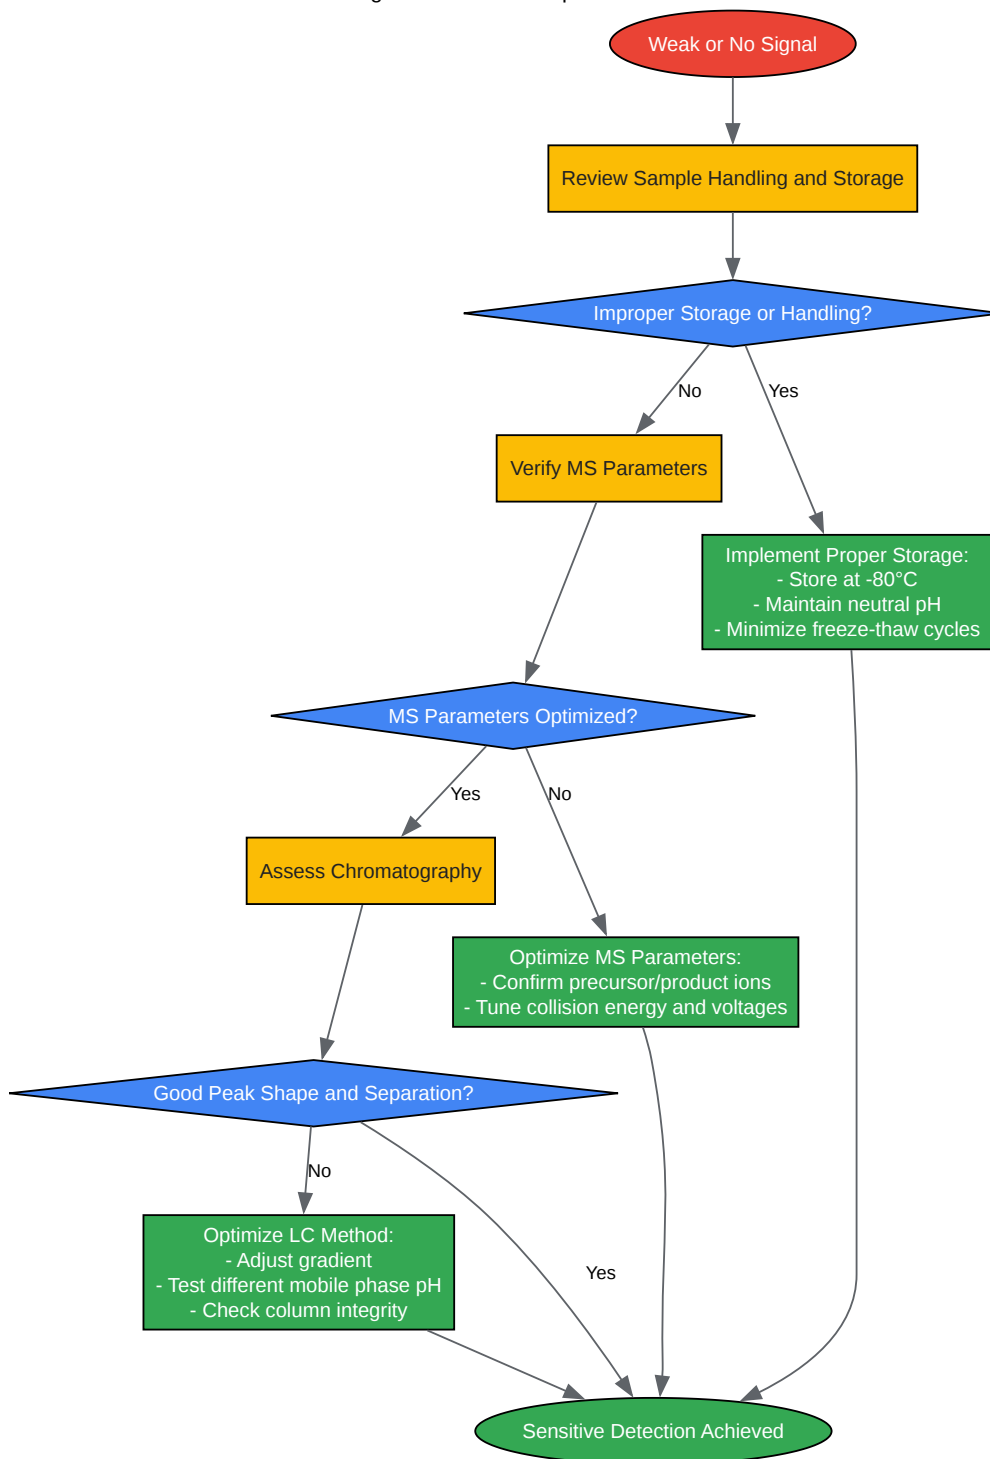 Weak or No Signal
Review Sample Handling and Storage
Improper Storage or Handling?
No
Yes
Verify MS Parameters
Implement Proper Storage:
- Store at -80°C
- Maintain neutral pH
- Minimize freeze-thaw cycles
MS Parameters Optimized?
Yes
No
Assess Chromatography
Optimize MS Parameters:
- Confirm precursor/product ions
- Tune collision energy and voltages
Good Peak Shape and Separation?
No
Optimize LC Method:
- Adjust gradient
- Test different mobile phase pH
- Check column integrity
Yes
Sensitive Detection Achieved